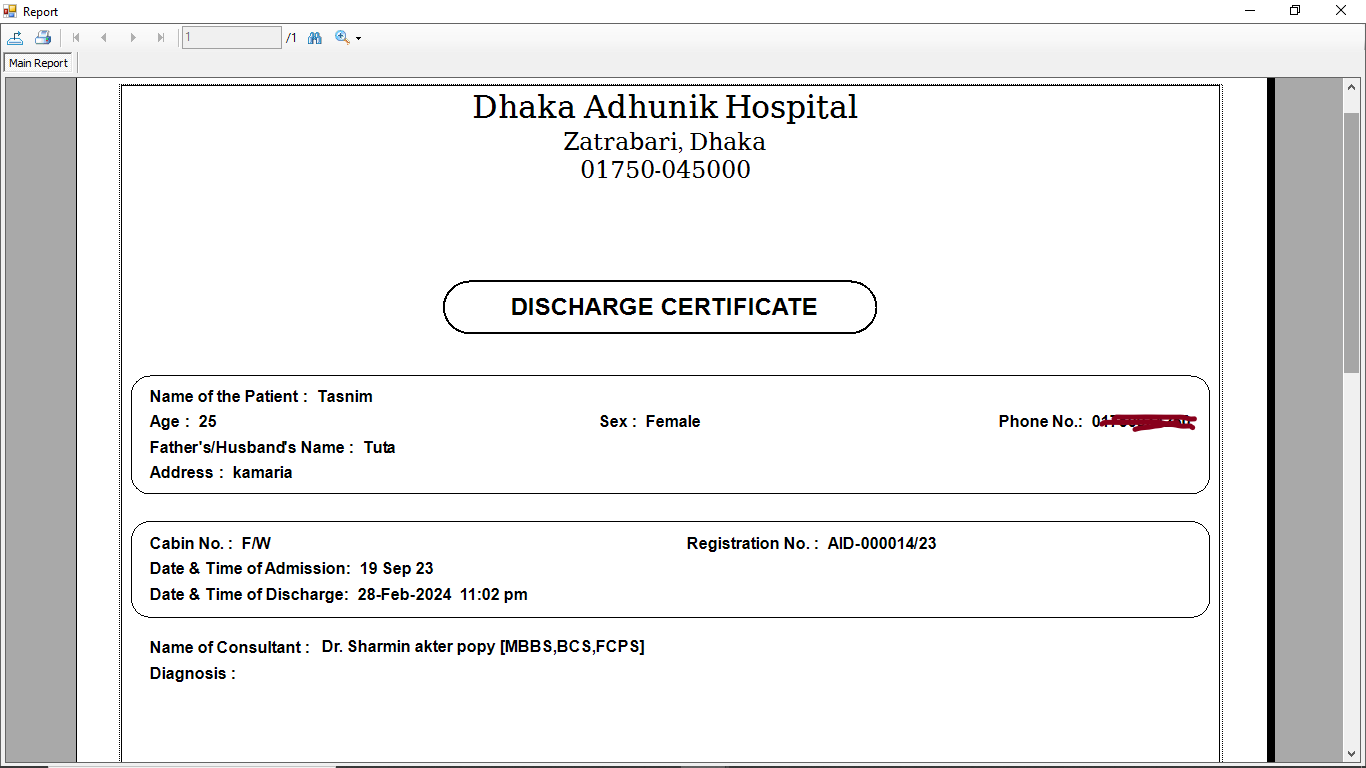 Report
1 /1
Main Report
Dhaka Adhunik Hospital
Zatrabari, Dhaka
01750-045000
DISCHARGE CERTIFICATE
Name of the Patient : Tasnim
Age : 25 Sex : Female Phone No.:
Father's/Husband's Name : Tuta
Address : kamaria
Cabin No. : F/W Registration No. : AID-000014/23
Date & Time of Admission: 19 Sep 23
Date & Time of Discharge: 28-Feb-2024 11:02 pm
Name of Consultant : Dr. Sharmin akter popy [MBBS,BCS,FCPS]
Diagnosis :